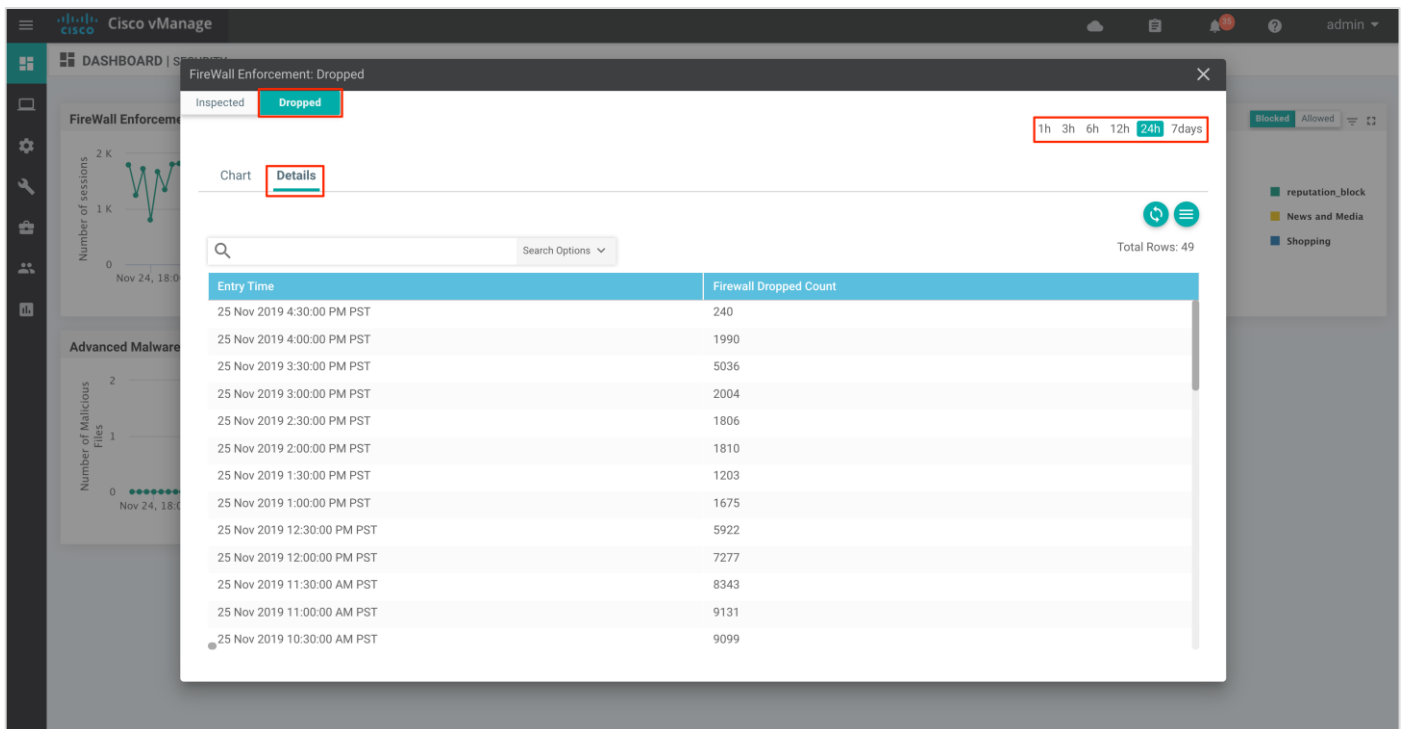 cisco Cisco vManage
35
admin
DASHBOARD | SECURITY
FireWall Enforcement: Dropped
Inspected Dropped
1h 3h 6h 12h 24h 7days
Chart Details
Search Options
Total Rows: 49
Entry Time Firewall Dropped Count
25 Nov 2019 4:30:00 PM PST 240
25 Nov 2019 4:00:00 PM PST 1990
25 Nov 2019 3:30:00 PM PST 5036
25 Nov 2019 3:00:00 PM PST 2004
25 Nov 2019 2:30:00 PM PST 1806
25 Nov 2019 2:00:00 PM PST 1810
25 Nov 2019 1:30:00 PM PST 1203
25 Nov 2019 1:00:00 PM PST 1675
25 Nov 2019 12:30:00 PM PST 5922
25 Nov 2019 12:00:00 PM PST 7277
25 Nov 2019 11:30:00 AM PST 8343
25 Nov 2019 11:00:00 AM PST 9131
25 Nov 2019 10:30:00 AM PST 9099
FireWall Enforceme
Number of sessions
2 K
1 K
0
Nov 24, 18:0
Advanced Malware
Number of Malicious
Files
2
1
0
Nov 24, 18:0
Blocked Allowed
reputation_block
News and Media
Shopping